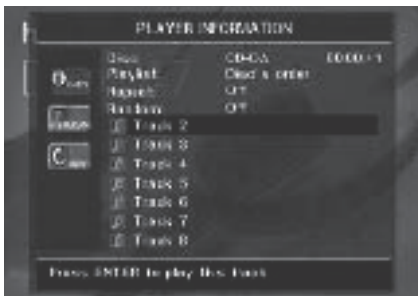 PLAYER INFORMATION
Disc CD-DA 00:00:-1
Playlist Disc's order
Repeat Off
Random Off
Track 2
Track 3
Track 4
Track 5
Track 6
Track 7
Track 8
Press ENTER to play this track